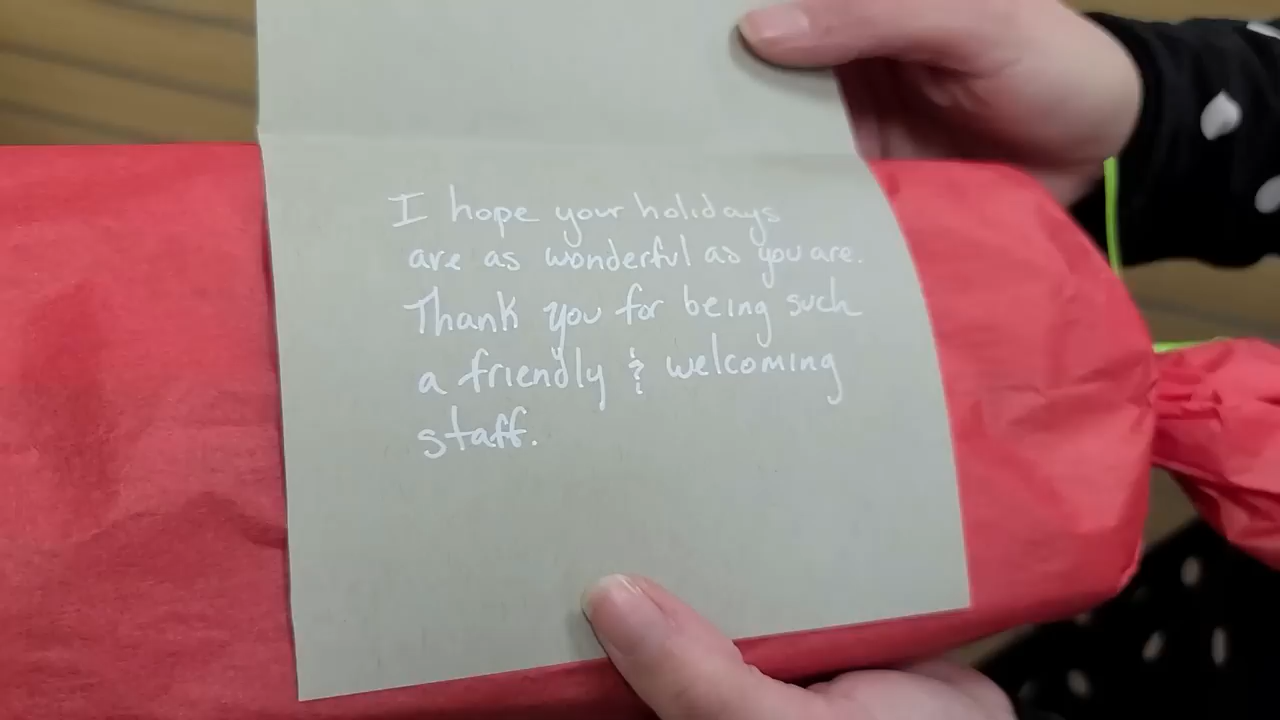 I hope your holidays
are as wonderful as you are.
Thank you for being such
a friendly & welcoming
staff.